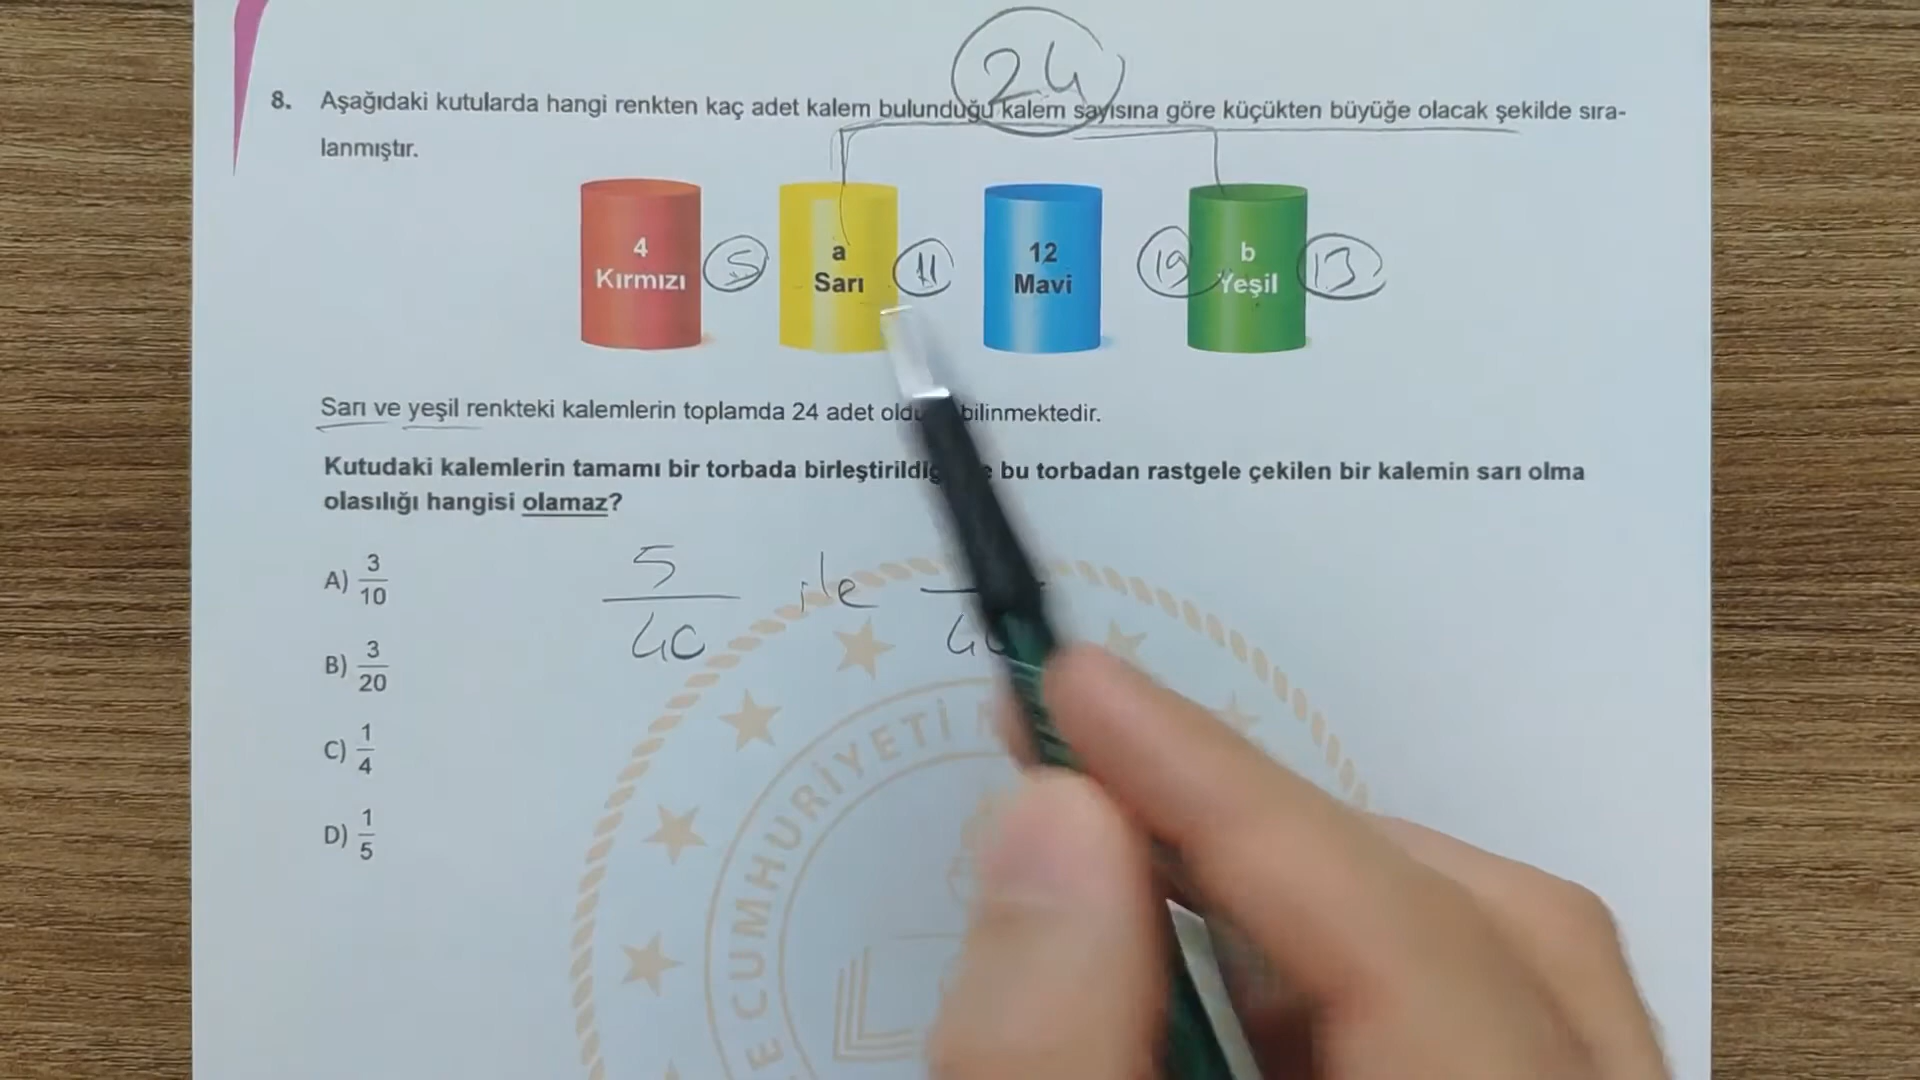 24
8. Aşağıdaki kutularda hangi renkten kaç adet kalem bulunduğu kalem sayısına göre küçükten büyüğe olacak şekilde sıra-
lanmıştır.
4
Kırmızı
5
a
Sarı
11
12
Mavi
19
b
Yeşil
13
Sarı ve yeşil renkteki kalemlerin toplamda 24 adet bilinmektedir.
Kutudaki kalemlerin tamamı bir torbada bu torbadan rastgele çekilen bir kalemin sarı olma
olasılığı hangisi olamaz?
A) 3/10
B) 3/20
C) 1/4
D) 1/5
5/40 ile
CUMHURİYETİ